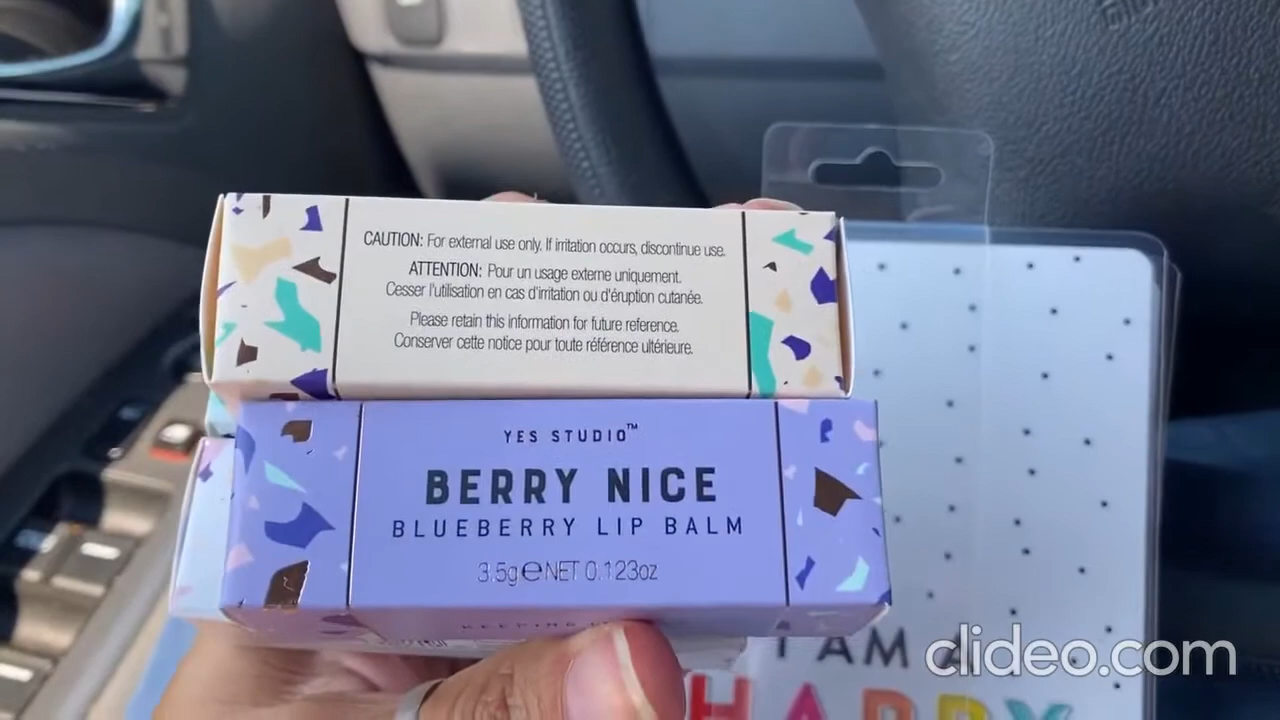 CAUTION: For external use only. If irritation occurs, discontinue use.
ATTENTION: Pour un usage externe uniquement.
Cesser l'utilisation en cas d'irritation ou d'éruption cutanée.
Please retain this information for future reference.
Conserver cette notice pour toute référence ultérieure.
YES STUDIO™
BERRY NICE
BLUEBERRY LIP BALM
3.5g℮NET 0.123oz
KEEPING
I AM A
HAPPY
clideo.com